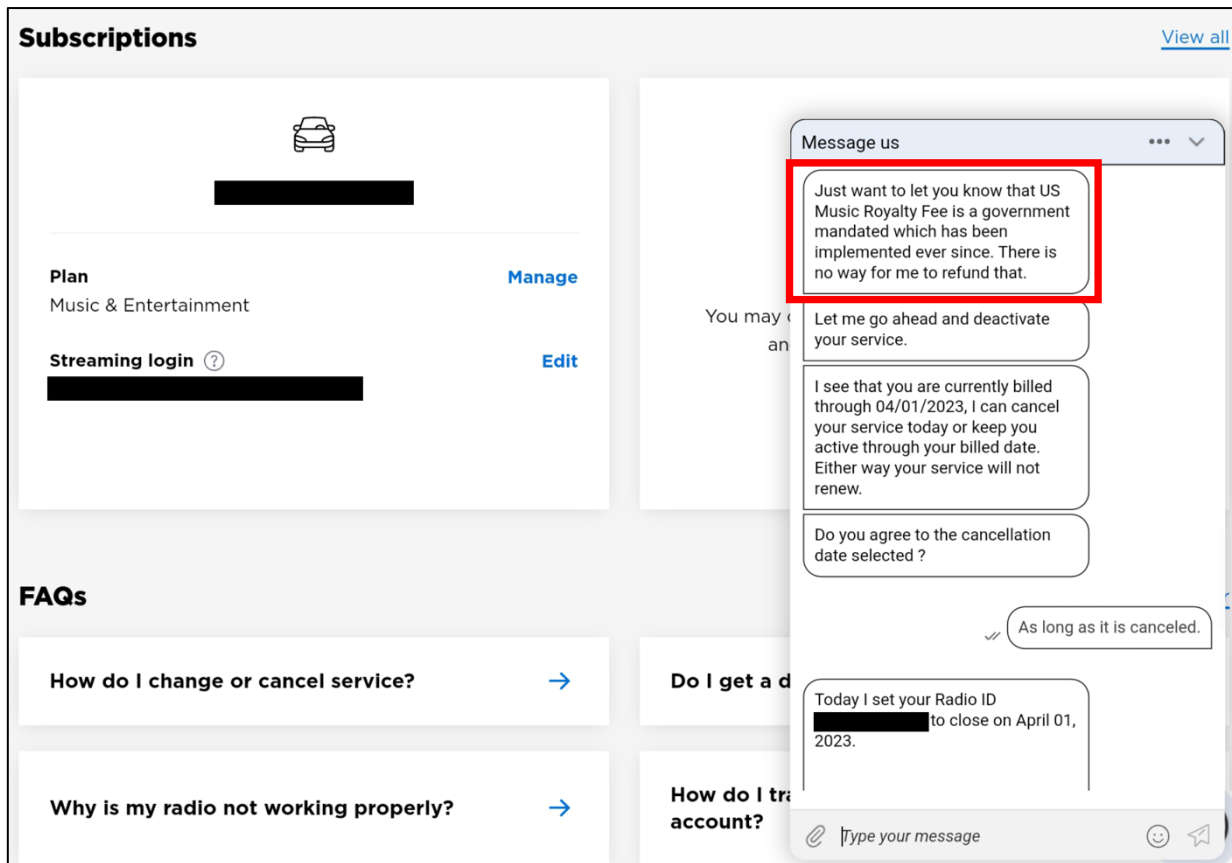 Subscriptions
View all
Plan
Manage
Music & Entertainment
Streaming login ?
Edit
You may
an
FAQs
How do I change or cancel service?
Do I get a d
Why is my radio not working properly?
How do I tra
account?
Message us
Just want to let you know that US
Music Royalty Fee is a government
mandated which has been
implemented ever since. There is
no way for me to refund that.
Let me go ahead and deactivate
your service.
I see that you are currently billed
through 04/01/2023, I can cancel
your service today or keep you
active through your billed date.
Either way your service will not
renew.
Do you agree to the cancellation
date selected ?
As long as it is canceled.
Today I set your Radio ID
to close on April 01,
2023.
Type your message